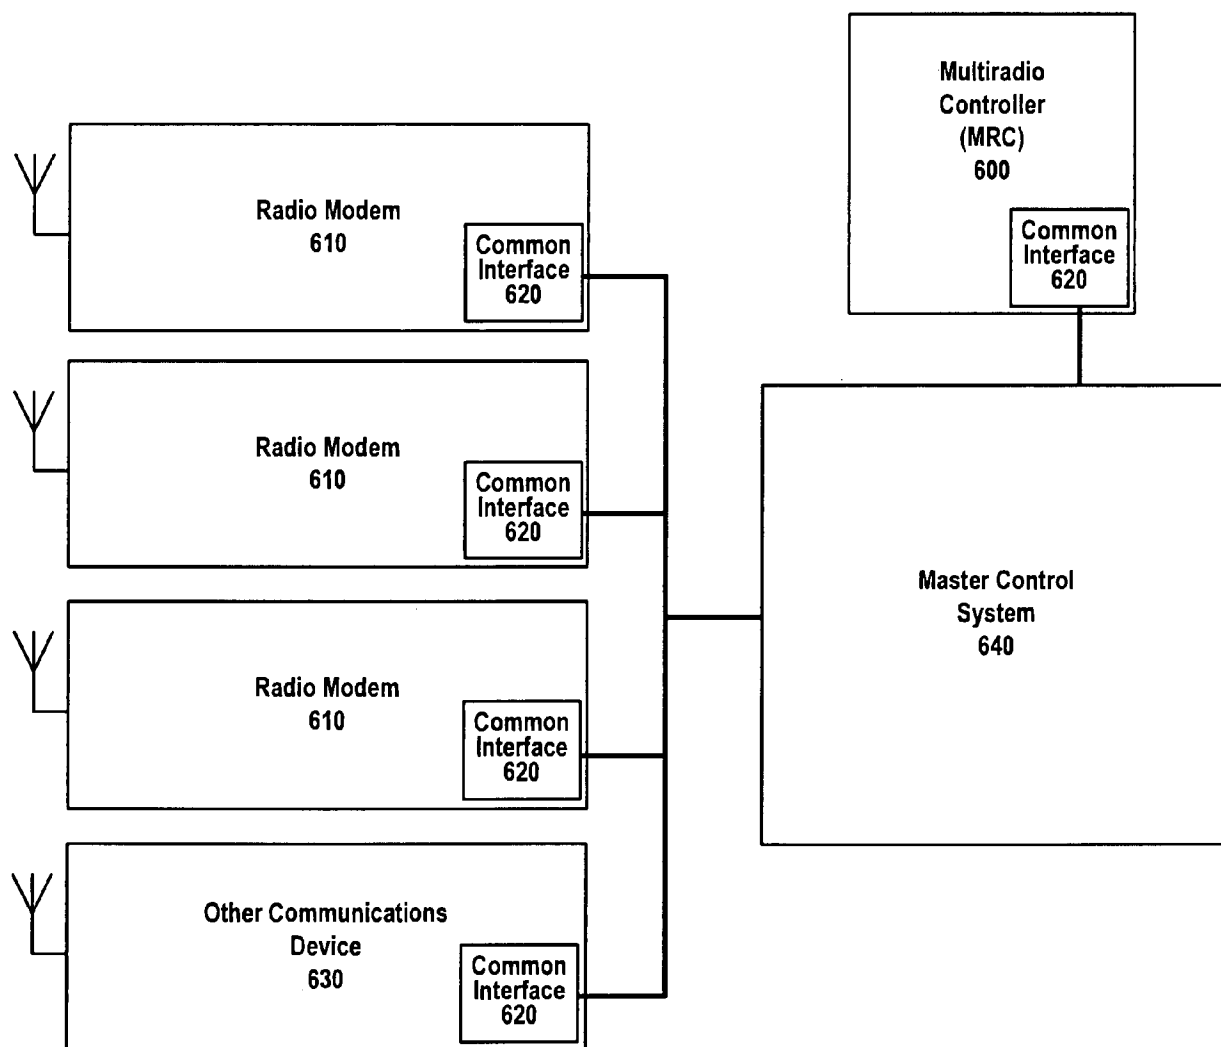 Multiradio
Controller
(MRC)
600
Common
Interface
620
Radio Modem
610
Common
Interface
620
Radio Modem
610
Common
Interface
620
Master Control
System
640
Radio Modem
610
Common
Interface
620
Other Communications
Device
630
Common
Interface
620